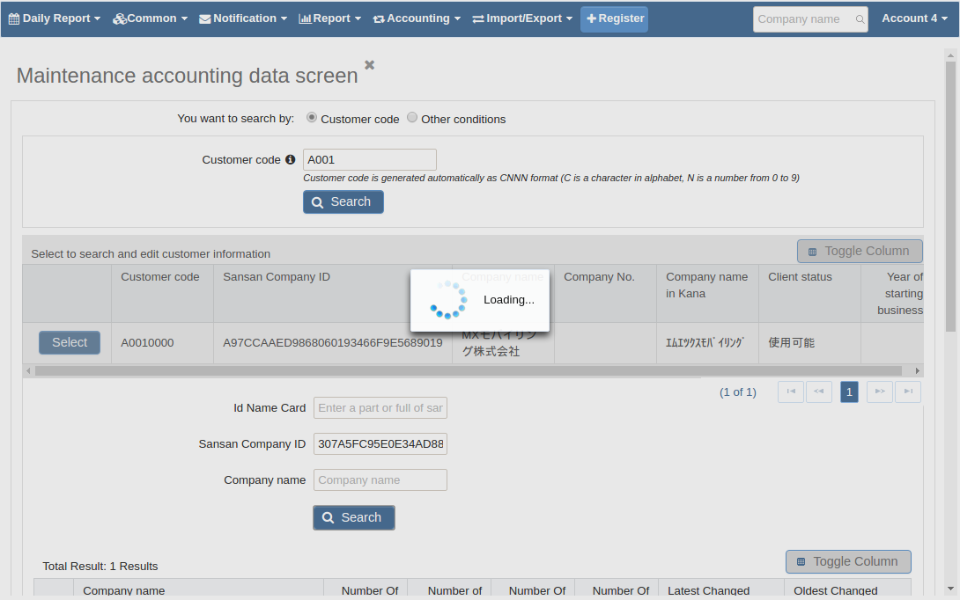 Daily Report Common Notification Report Accounting Import/Export Register Company name Account 4
Maintenance accounting data screen
You want to search by: Customer code Other conditions
Customer code A001
Customer code is generated automatically as CNNN format (C is a character in alphabet, N is a number from 0 to 9)
Search
Select to search and edit customer information Toggle Column
Customer code Sansan Company ID Company name Company No. Company name in Kana Client status Year of starting business
Select A0010000 A97CCAAED9868060193466F9E5689019 MXモバイリング株式会社 ｴﾑｴｯｸｽﾓﾊﾞｲﾘﾝｸﾞ 使用可能
Loading...
(1 of 1) 1
Id Name Card Enter a part or full of sar
Sansan Company ID 307A5FC95E0E34AD88
Company name Company name
Search
Total Result: 1 Results Toggle Column
Company name Number Of Number of Number Of Number Of Latest Changed Oldest Changed